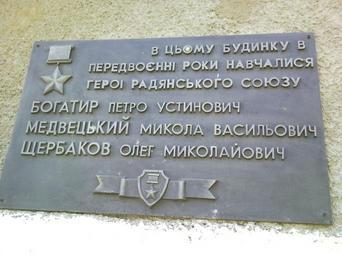 В ЦЬОМУ БУДИНКУ В
ПЕРЕДВОЄННІ РОКИ НАВЧАЛИСЯ
ГЕРОЇ РАДЯНСЬКОГО СОЮЗУ
БОГАТИР ПЕТРО УСТИНОВИЧ
МЕДВЕЦЬКИЙ МИКОЛА ВАСИЛЬОВИЧ
ЩЕРБАКОВ ОЛЕГ МИКОЛАЙОВИЧ